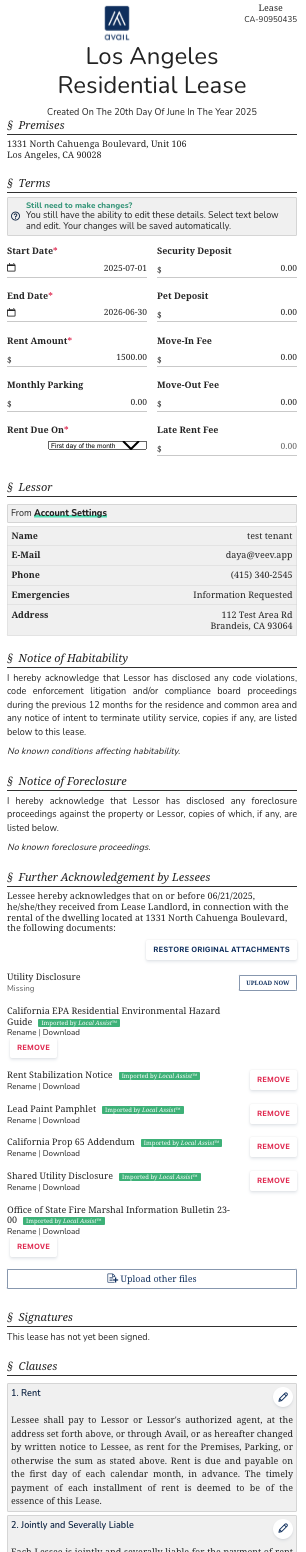 Lease
CA-90950435
avail
Los Angeles
Residential Lease
Created On The 20th Day Of June In The Year 2025
§ Premises
1331 North Cahuenga Boulevard, Unit 106
Los Angeles, CA 90028
§ Terms
Still need to make changes?
You still have the ability to edit these details. Select text below
and edit. Your changes will be saved automatically.
Start Date* Security Deposit
2025-07-01 $ 0.00
End Date* Pet Deposit
2026-06-30 $ 0.00
Rent Amount* Move-In Fee
$ 1500.00 $ 0.00
Monthly Parking Move-Out Fee
$ 0.00 $ 0.00
Rent Due On* Late Rent Fee
First day of the month $ 0.00
§ Lessor
From Account Settings
Name test tenant
E-Mail daya@veev.app
Phone (415) 340-2545
Emergencies Information Requested
Address 112 Test Area Rd
Brandeis, CA 93064
§ Notice of Habitability
I hereby acknowledge that Lessor has disclosed any code violations,
code enforcement litigation and/or compliance board proceedings
during the previous 12 months for the residence and common area and
any notice of intent to terminate utility service, copies if any, are listed
below to this lease.
No known conditions affecting habitability.
§ Notice of Foreclosure
I hereby acknowledge that Lessor has disclosed any foreclosure
proceedings against the property or Lessor, copies of which, if any, are
listed below.
No known foreclosure proceedings.
§ Further Acknowledgement by Lessees
Lessee hereby acknowledges that on or before 06/21/2025,
he/she/they received from Lease Landlord, in connection with the
rental of the dwelling located at 1331 North Cahuenga Boulevard,
the following documents:
RESTORE ORIGINAL ATTACHMENTS
Utility Disclosure
Missing
UPLOAD NOW
California EPA Residential Environmental Hazard
Guide Imported by Local Assist™
Rename | Download
REMOVE
Rent Stabilization Notice Imported by Local Assist™
Rename | Download
REMOVE
Lead Paint Pamphlet Imported by Local Assist™
Rename | Download
REMOVE
California Prop 65 Addendum Imported by Local Assist™
Rename | Download
REMOVE
Shared Utility Disclosure Imported by Local Assist™
Rename | Download
REMOVE
Office of State Fire Marshal Information Bulletin 23-
00 Imported by Local Assist™
Rename | Download
REMOVE
Upload other files
§ Signatures
This lease has not yet been signed.
§ Clauses
1. Rent
Lessee shall pay to Lessor or Lessor's authorized agent, at the
address set forth above, or through Avail, or as hereafter changed
by written notice to Lessee, as rent for the Premises, Parking, or
otherwise the sum as stated above. Rent is due and payable on
the first day of each calendar month, in advance. The timely
payment of each installment of rent is deemed to be of the
essence of this Lease.
2. Jointly and Severally Liable
Each Lessee is jointly and severally liable for the payment of rent